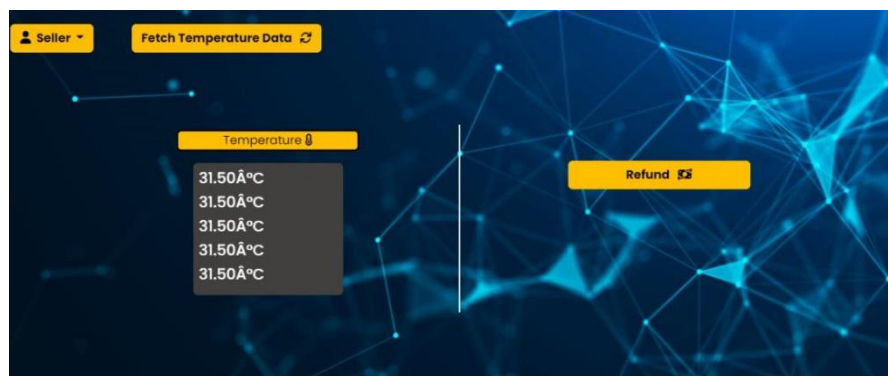 Seller
Fetch Temperature Data
Temperature
31.50Â°C
31.50Â°C
31.50Â°C
31.50Â°C
31.50Â°C
Refund